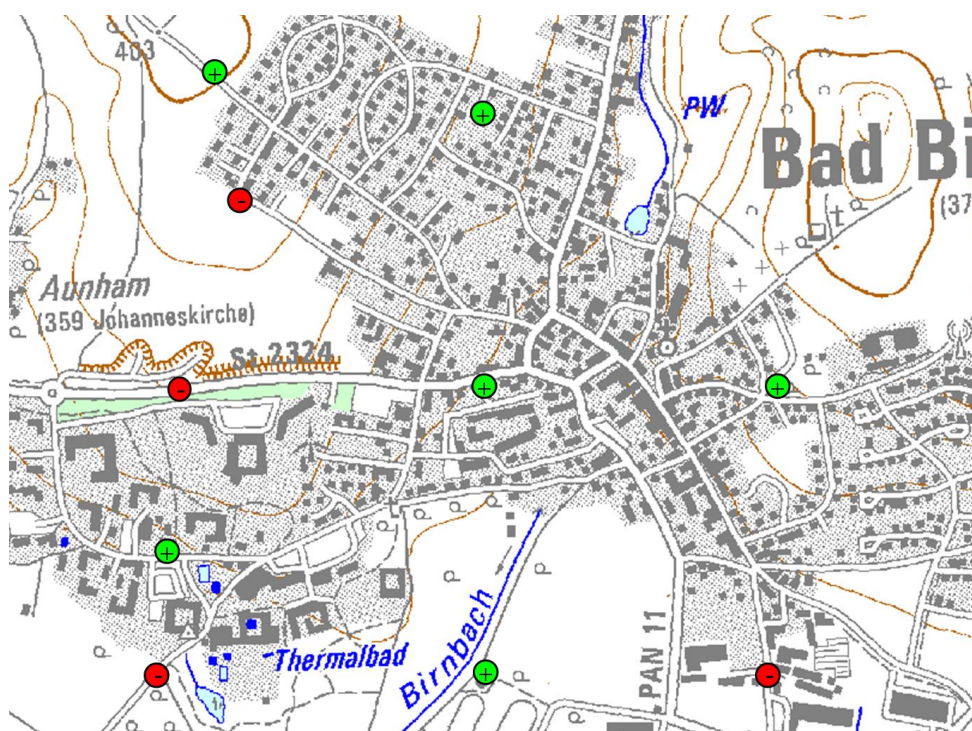 403
PW
Bad Bi
(37
Aunham
(359 Johanneskirche)
St 2324
Thermalbad
Birnbach
PAN 11